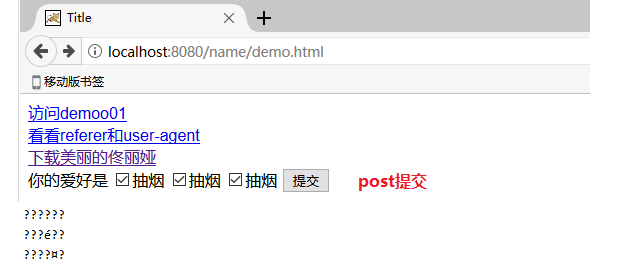 Title
localhost:8080/name/demo.html
移动版书签
访问demoo01
看看referer和user-agent
下载美丽的佟丽娅
你的爱好是 抽烟 抽烟 抽烟 提交 post提交
??????
???é??
????¤?